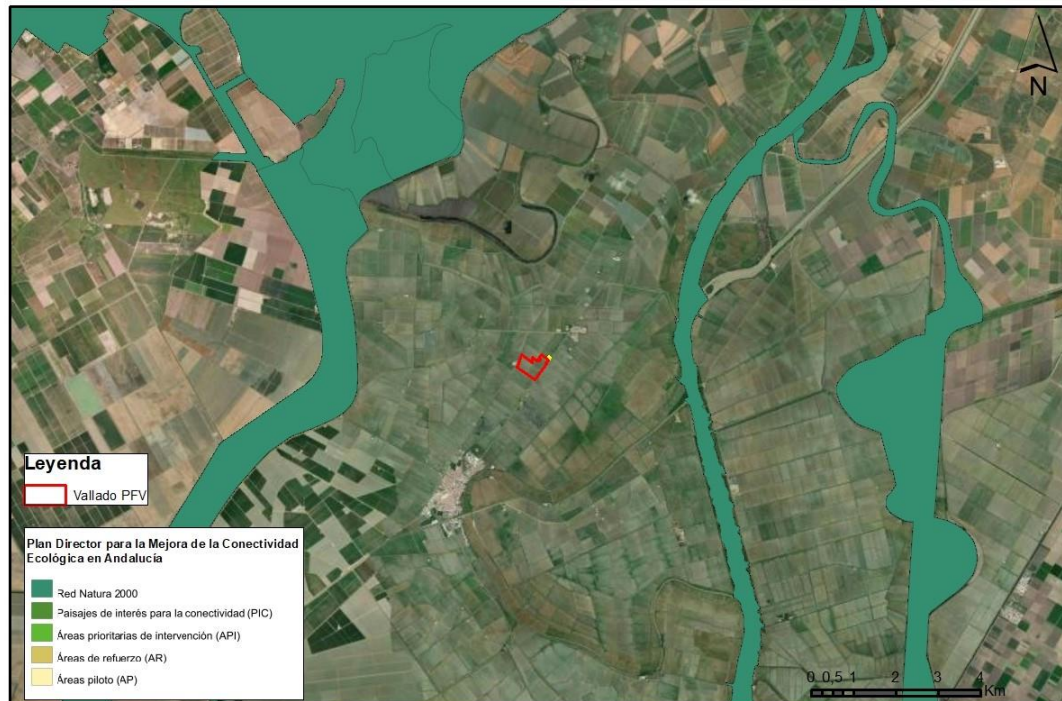 N
Leyenda
Vallado PFV
Plan Director para la Mejora de la Conectividad
Ecológica en Andalucía
Red Natura 2000
Paisajes de interés para la conectividad (PIC)
Áreas prioritarias de intervención (API)
Áreas de refuerzo (AR)
Áreas piloto (AP)
0 0,5 1 2 3 4
Km